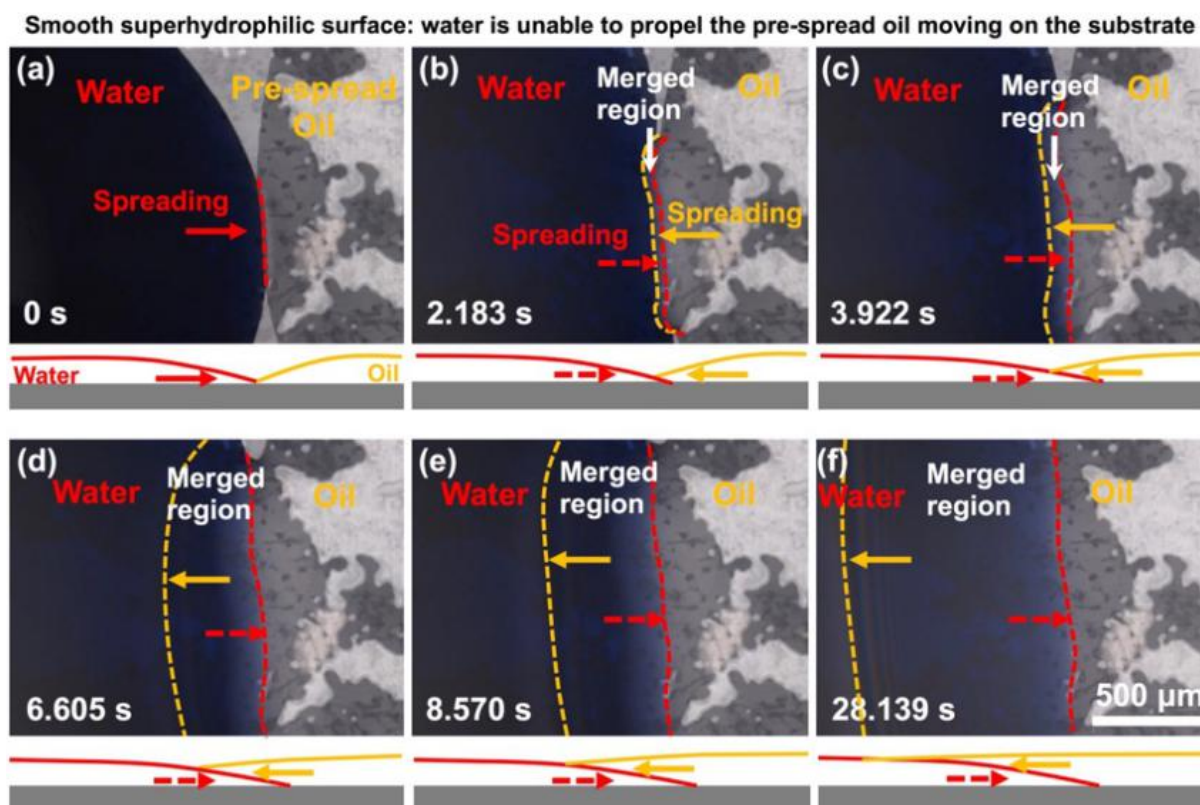 Smooth superhydrophilic surface: water is unable to propel the pre-spread oil moving on the substrate
(a)
Water
Pre-spread
Oil
Spreading
0 s
Water
Oil
(b)
Water
Merged
region
Oil
Spreading
Spreading
2.183 s
(c)
Water
Merged
region
Oil
3.922 s
(d)
Water
Merged
region
Oil
6.605 s
(e)
Water
Merged
region
Oil
8.570 s
(f)
Water
Merged
region
Oil
28.139 s
500 µm